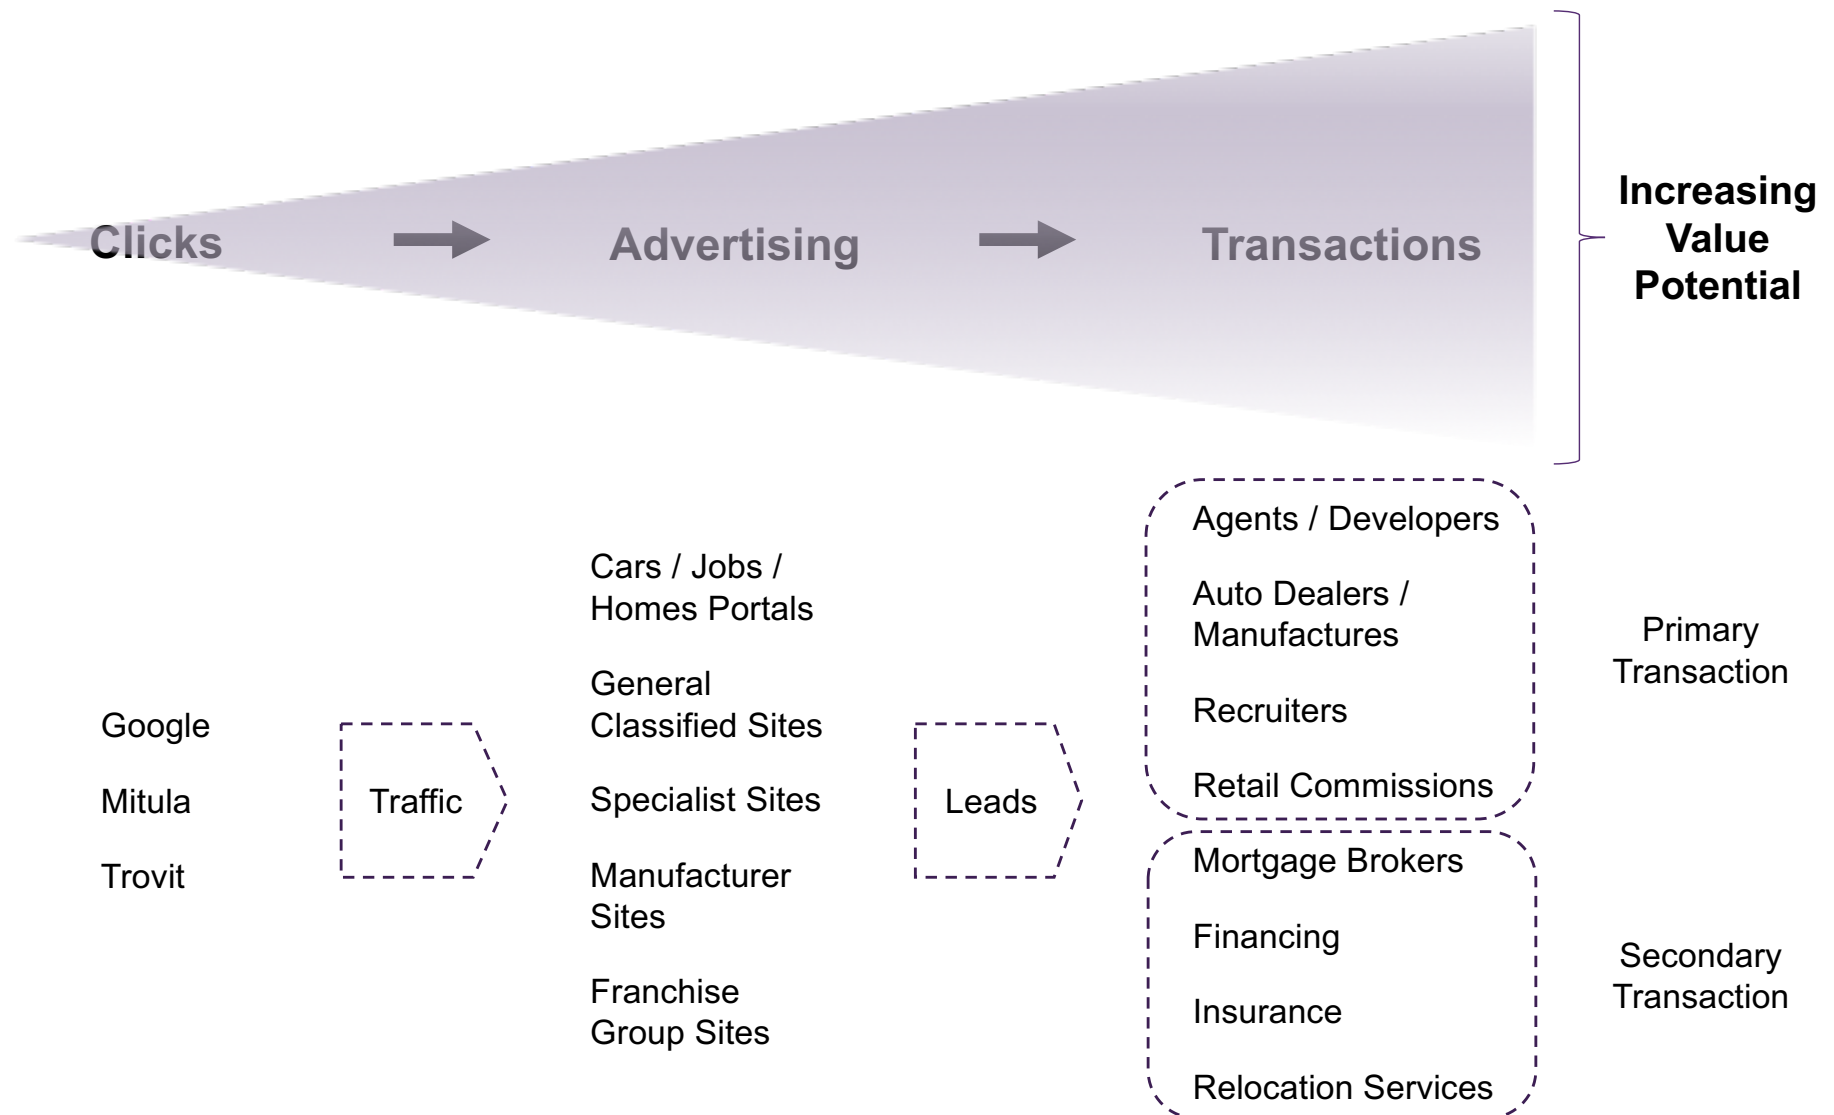 Clicks
Advertising
Transactions
Increasing
Value
Potential
Google
Mitula
Trovit
Traffic
Cars / Jobs /
Homes Portals
General
Classified Sites
Specialist Sites
Manufacturer
Sites
Franchise
Group Sites
Leads
Agents / Developers
Auto Dealers /
Manufactures
Recruiters
Retail Commissions
Primary
Transaction
Mortgage Brokers
Financing
Insurance
Relocation Services
Secondary
Transaction